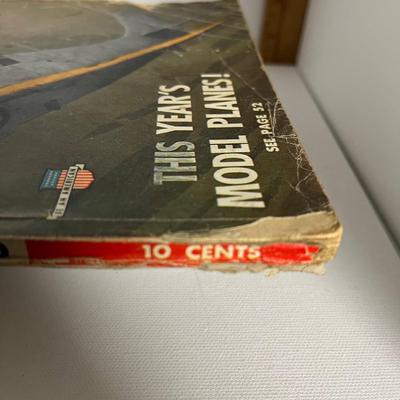 THIS YEAR'S
MODEL PLANES!
SEE PAGE 52
10 CENTS